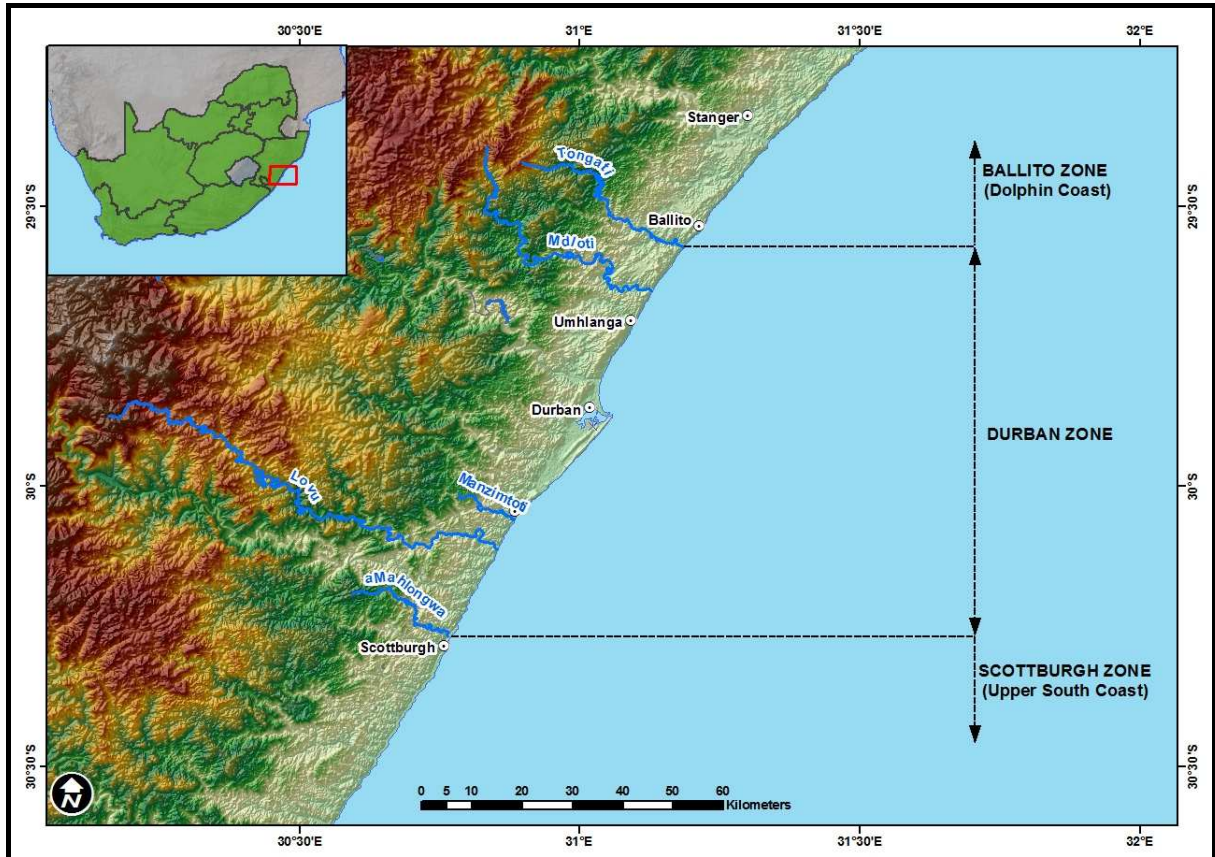 30°30'E
31°E
31°30'E
32°E
Stanger
Tongati
BALLITO ZONE
(Dolphin Coast)
29°30'S
29°30'S
Ballito
Md/oti
Umhlanga
Durban
DURBAN ZONE
Lovu
Manzimtoti
30°S
30°S
aMahlongwa
Scottburgh
SCOTTBURGH ZONE
(Upper South Coast)
30°30'S
30°30'S
N
0 5 10 20 30 40 50 60
Kilometers
30°30'E
31°E
31°30'E
32°E